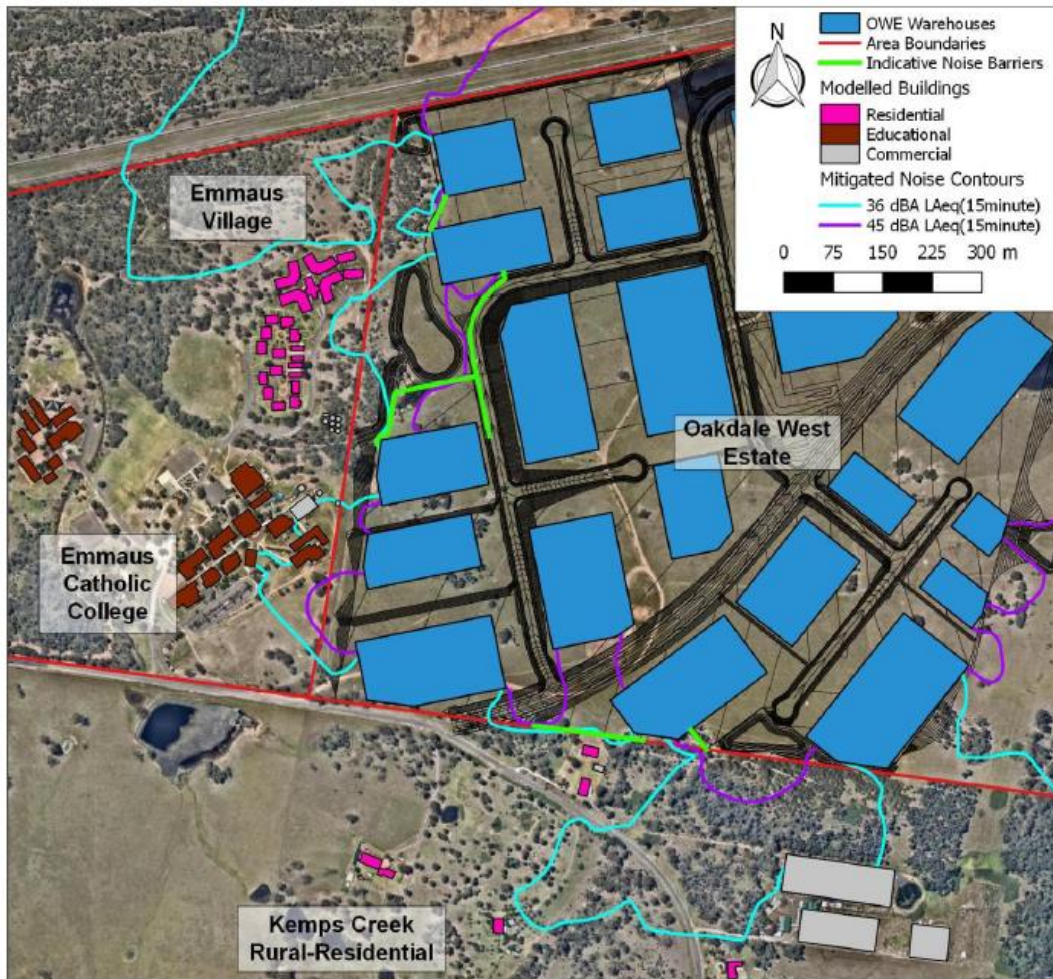 N
OWE Warehouses
Area Boundaries
Indicative Noise Barriers
Modelled Buildings
Residential
Educational
Commercial
Mitigated Noise Contours
36 dBA LAeq(15minute)
45 dBA LAeq(15minute)
0 75 150 225 300 m
Emmaus
Village
Oakdale West
Estate
Emmaus
Catholic
College
Kemps Creek
Rural-Residential